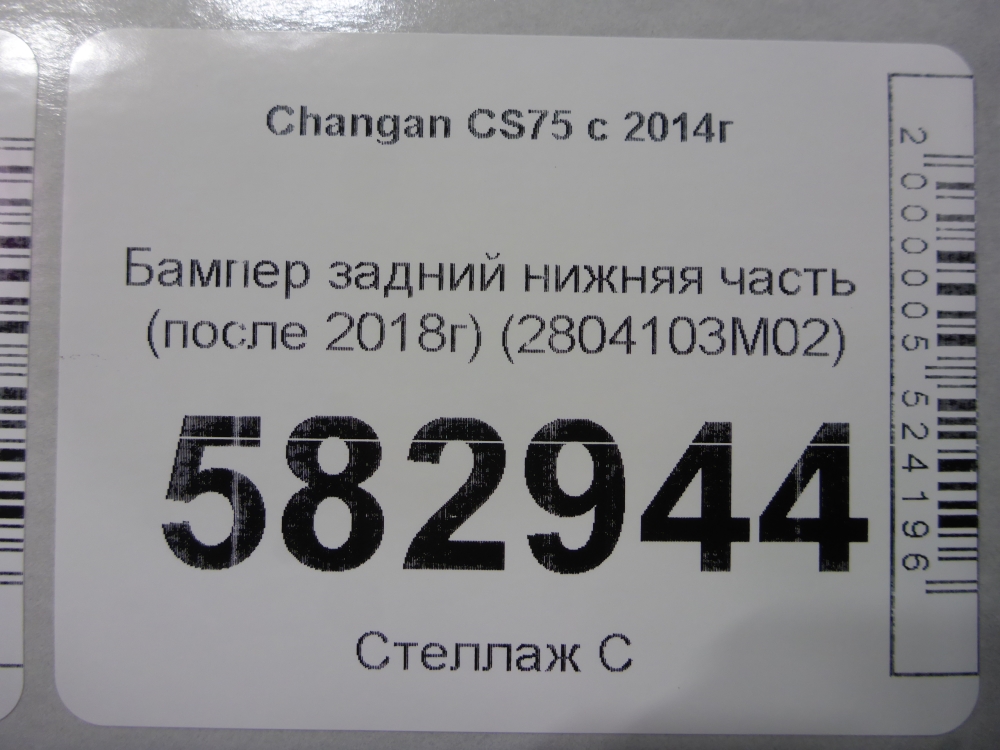 Changan CS75 с 2014г
Бампер задний нижняя часть
(после 2018г) (2804103M02)
582944
Стеллаж С
2000005524196